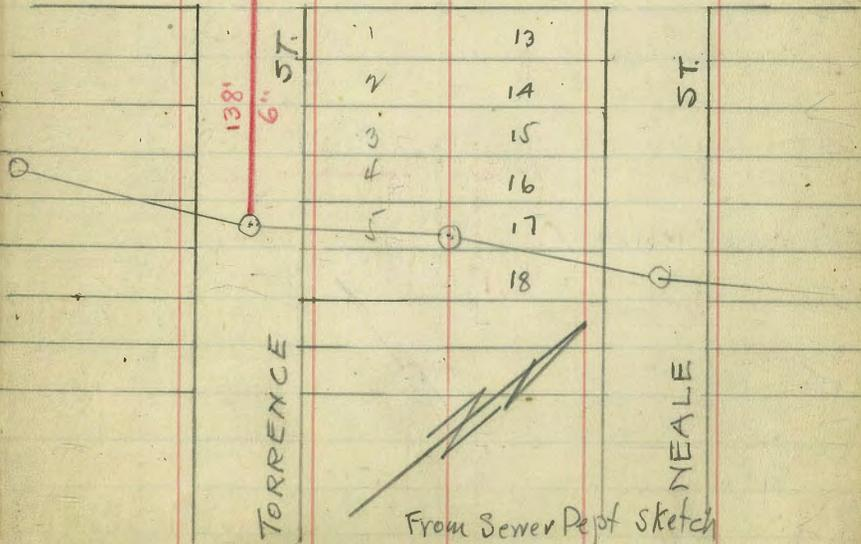 1 13
2 14
3 15
4 16
5 17
18
138'
6"
TORRENCE ST.
NEALE ST.
From Sewer Dept Sketch